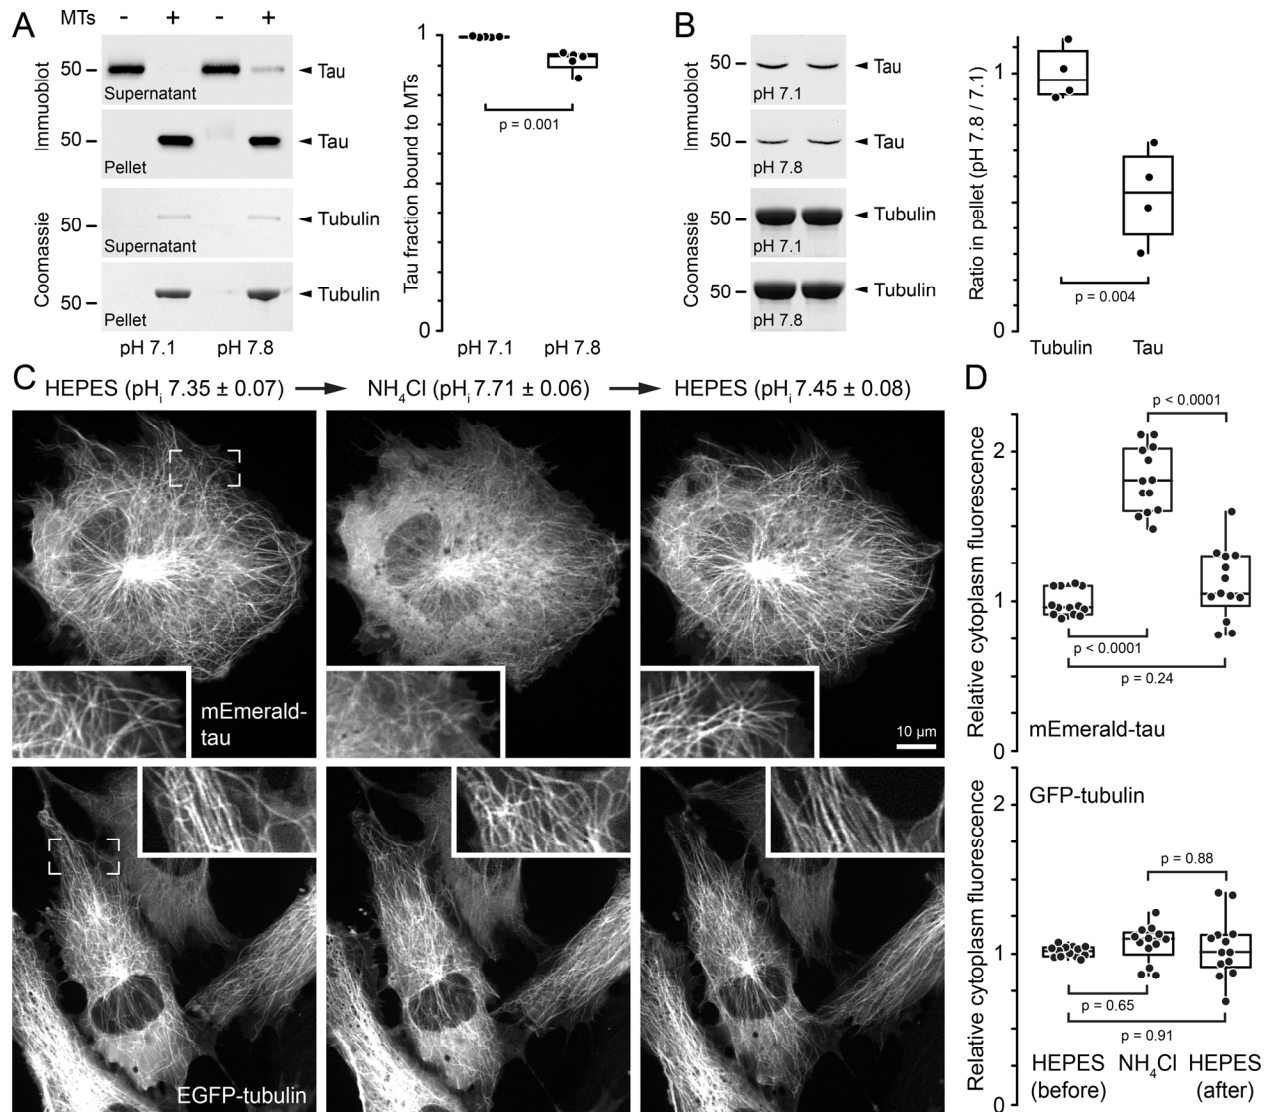 A
MTs - + - +
Immuoblot
50
Tau
Supernatant
50
Tau
Pellet
Coomassie
50
Tubulin
Supernatant
50
Tubulin
Pellet
pH 7.1 pH 7.8
Tau fraction bound to MTs
1
0
p = 0.001
pH 7.1 pH 7.8
B
Immuoblot
50
Tau
pH 7.1
50
Tau
pH 7.8
Coomassie
50
Tubulin
pH 7.1
50
Tubulin
pH 7.8
Ratio in pellet (pH 7.8 / 7.1)
1
0
p = 0.004
Tubulin Tau
C
HEPES (pHi 7.35 ± 0.07) NH4Cl (pHi 7.71 ± 0.06) HEPES (pHi 7.45 ± 0.08)
mEmerald-
tau
10 µm
EGFP-tubulin
D
Relative cytoplasm fluorescence
2
1
0
p < 0.0001
p < 0.0001
p = 0.24
mEmerald-tau
Relative cytoplasm fluorescence
2
1
0
GFP-tubulin
p = 0.88
p = 0.65
p = 0.91
HEPES NH4Cl HEPES
(before) (after)